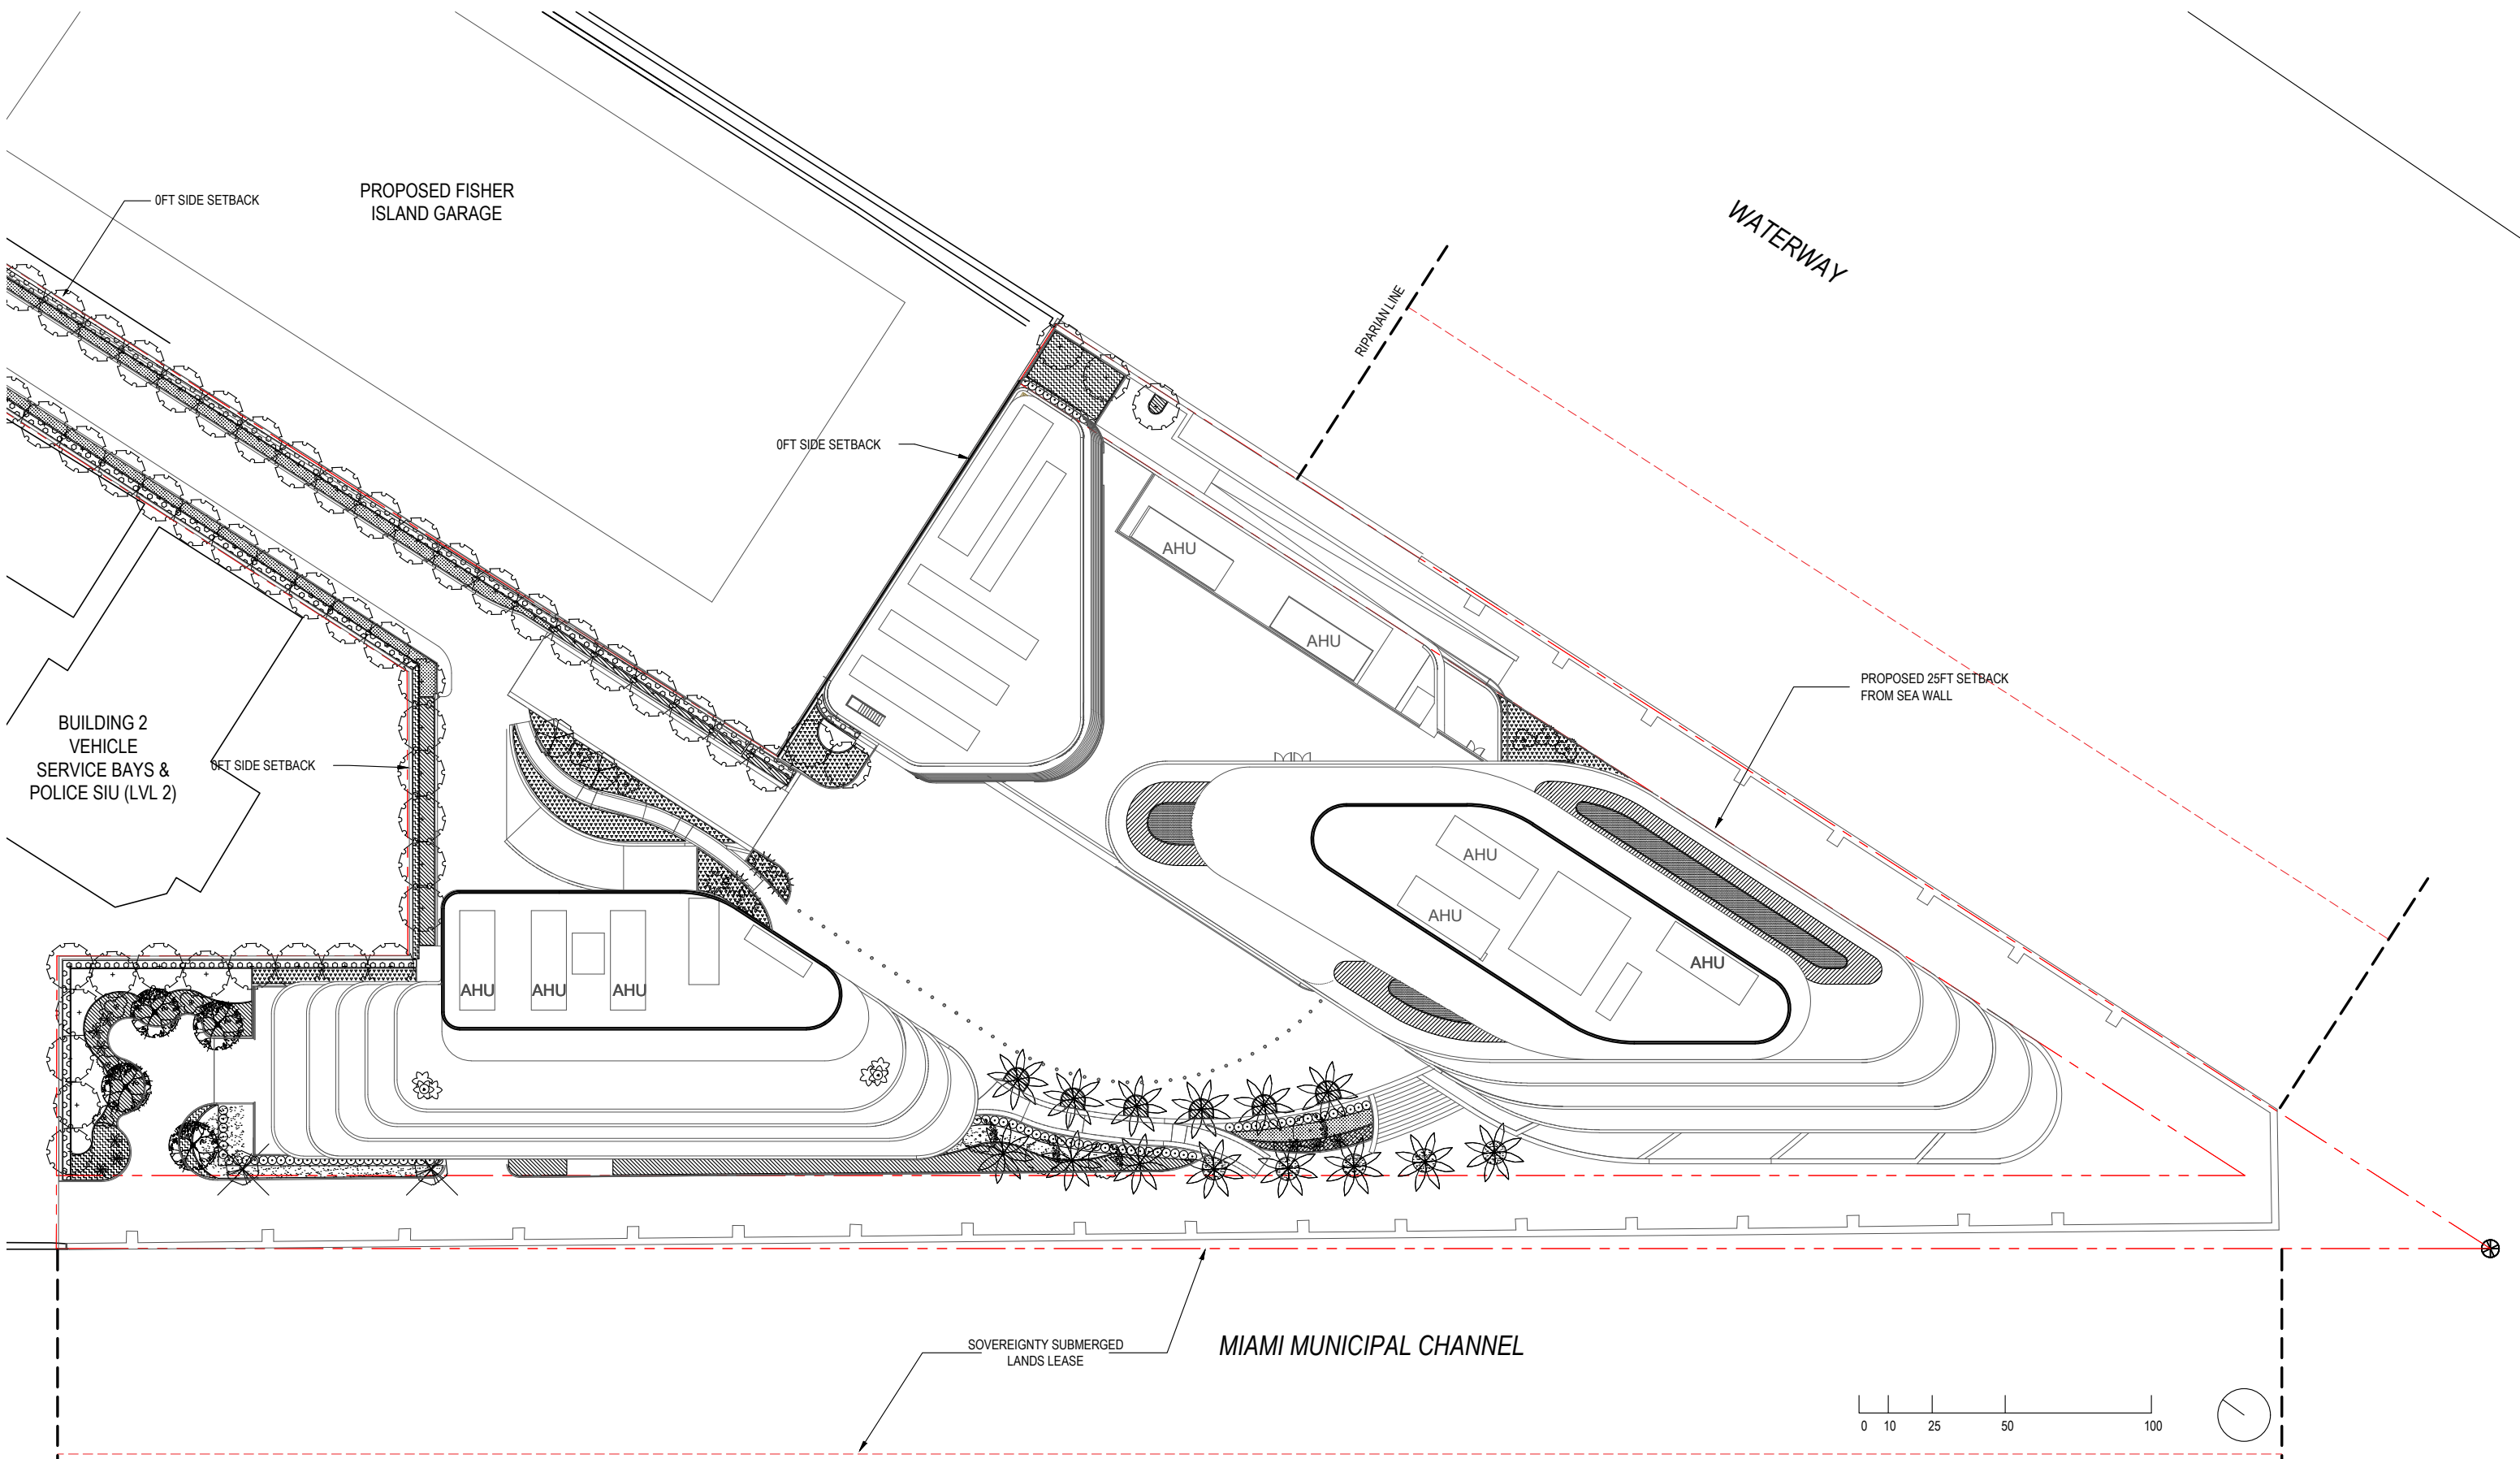 0FT SIDE SETBACK
PROPOSED FISHER
ISLAND GARAGE
WATERWAY
RIPARIAN LINE
0FT SIDE SETBACK
AHU
AHU
PROPOSED 25FT SETBACK
FROM SEA WALL
BUILDING 2
VEHICLE
SERVICE BAYS &
POLICE SIU (LVL 2)
0FT SIDE SETBACK
AHU
AHU
AHU
AHU
AHU
AHU
SOVEREIGNTY SUBMERGED
LANDS LEASE
MIAMI MUNICIPAL CHANNEL
0 10 25 50 100